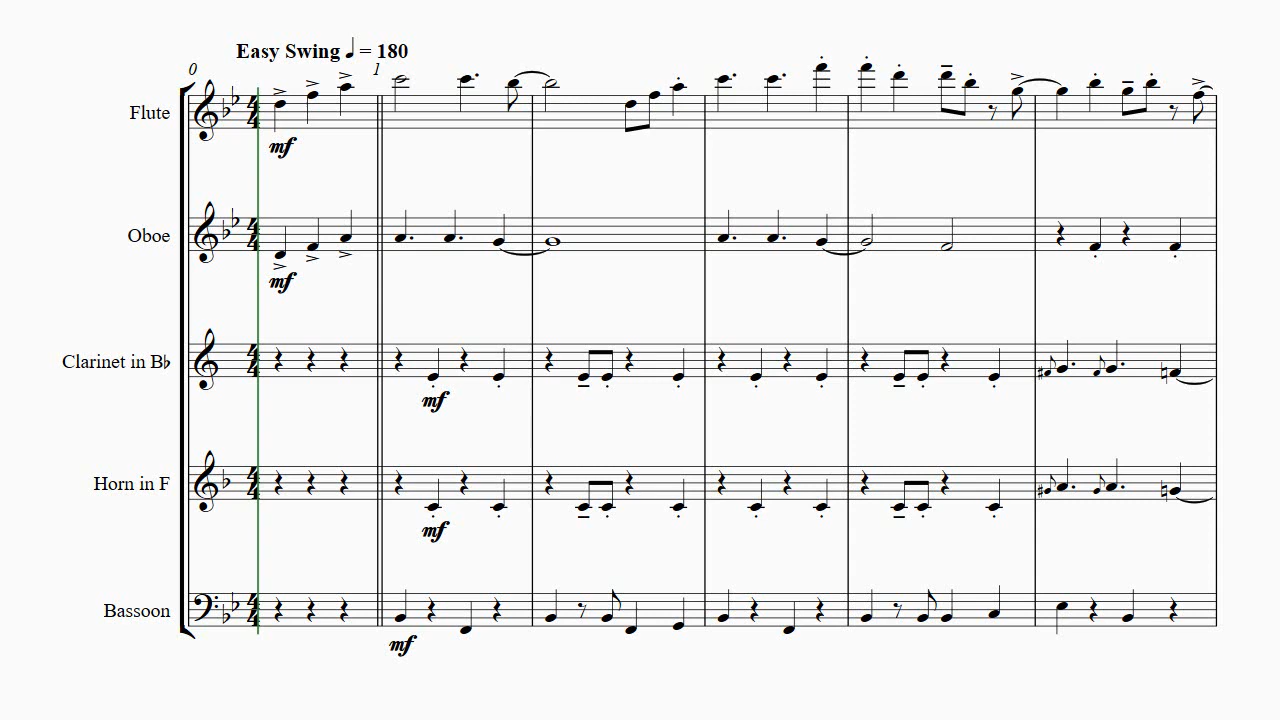 Easy Swing ♩ = 180
0 1
Flute
mf
Oboe
mf
Clarinet in B♭
mf
Horn in F
mf
Bassoon
mf